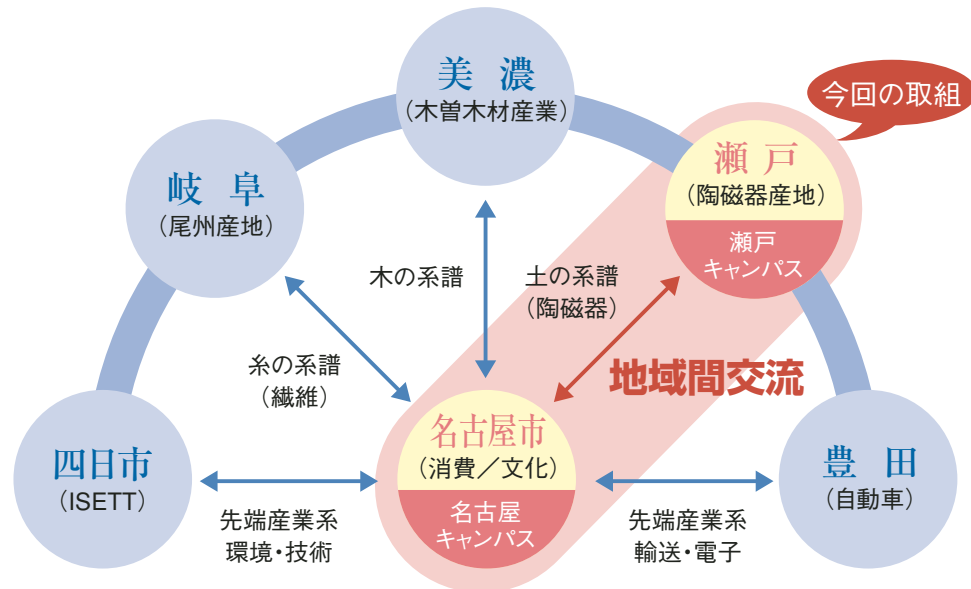 美濃
(木曽木材産業)
今回の取組
瀬戸
(陶磁器産地)
瀬戸
キャンパス
岐阜
(尾州産地)
木の系譜
土の系譜
(陶磁器)
糸の系譜
(繊維)
地域間交流
四日市
(ISETT)
名古屋市
(消費／文化)
名古屋
キャンパス
豊田
(自動車)
先端産業系
環境・技術
先端産業系
輸送・電子